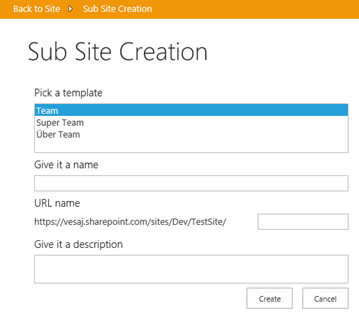 Back to Site Sub Site Creation
Sub Site Creation
Pick a template
Team
Super Team
Über Team
Give it a name
URL name
https://vesaj.sharepoint.com/sites/Dev/TestSite/
Give it a description
Create Cancel